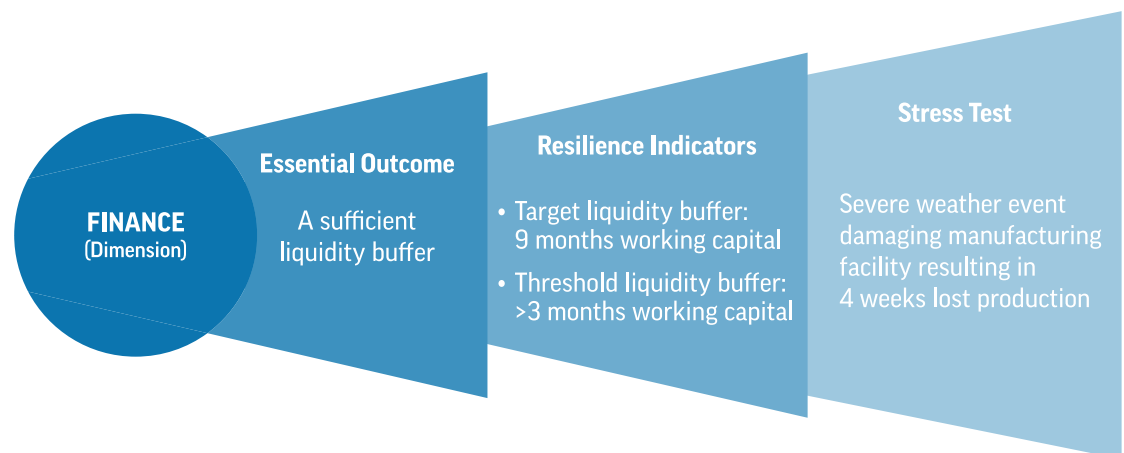 FINANCE
(Dimension)
Essential Outcome
A sufficient
liquidity buffer
Resilience Indicators
• Target liquidity buffer:
9 months working capital
• Threshold liquidity buffer:
>3 months working capital
Stress Test
Severe weather event
damaging manufacturing
facility resulting in
4 weeks lost production